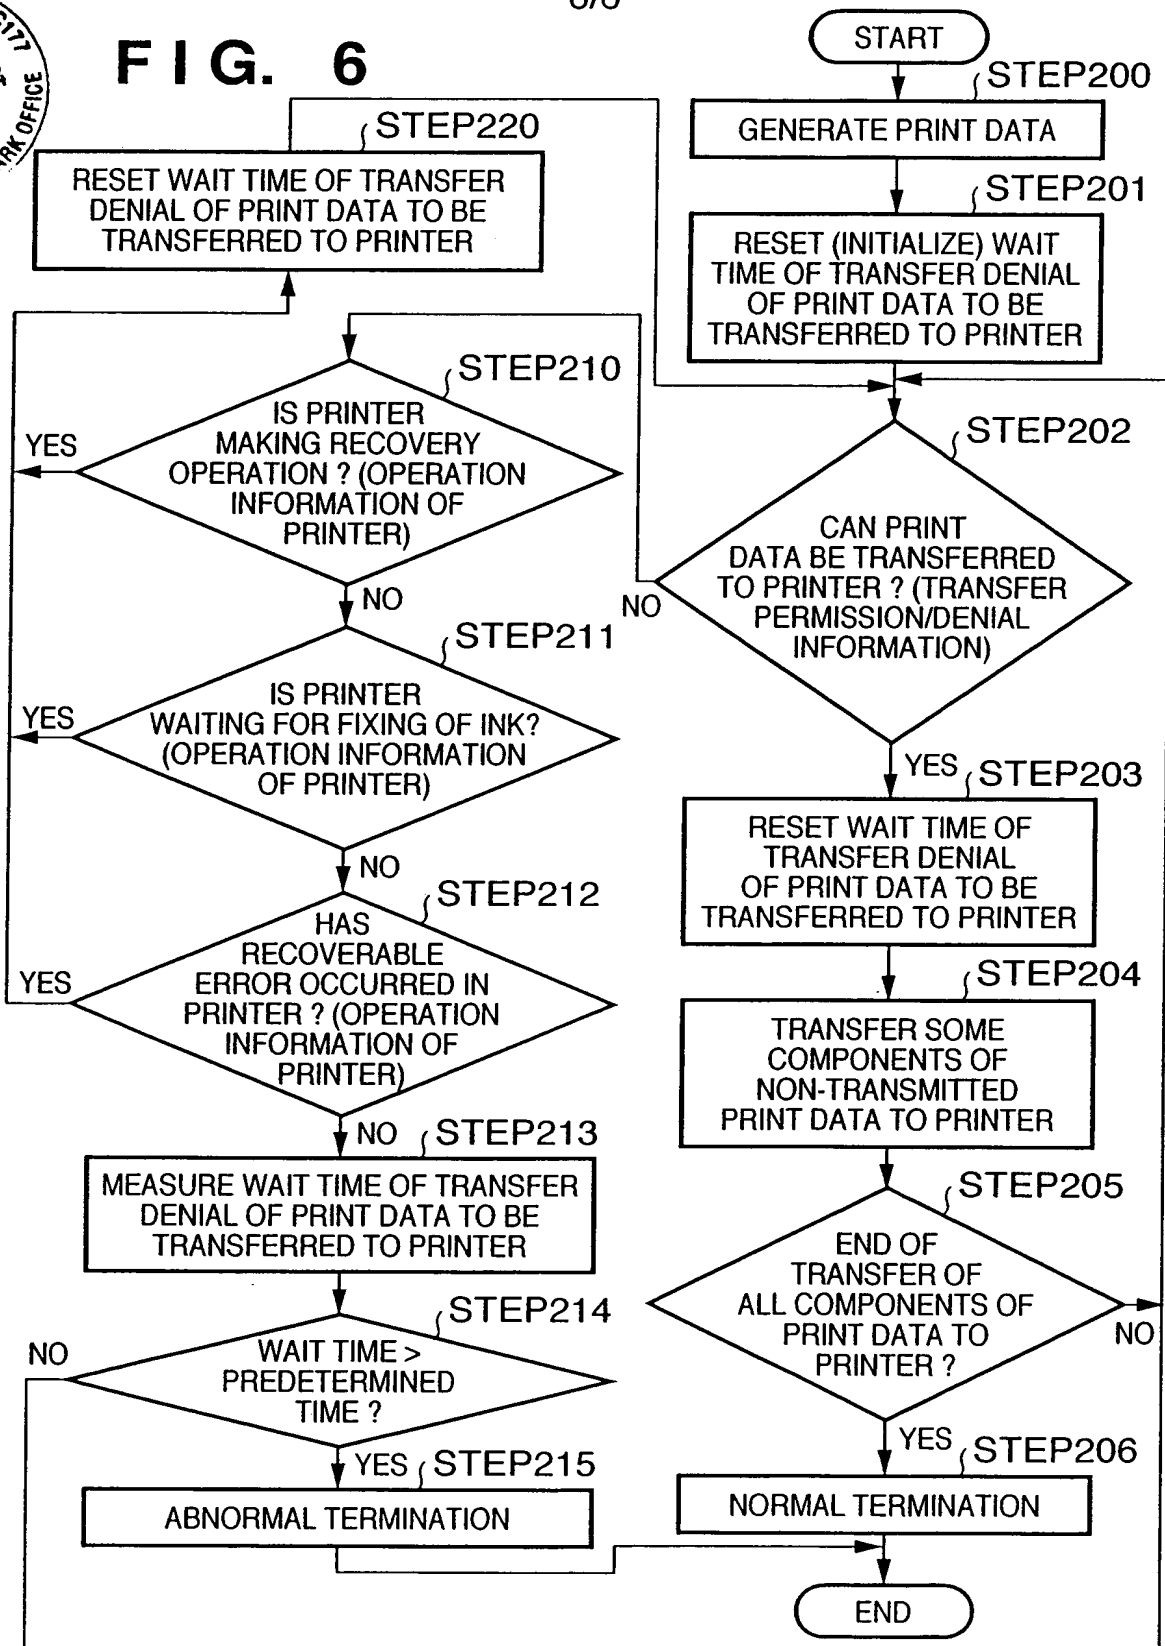 FIG. 6
START
STEP200
GENERATE PRINT DATA
STEP201
RESET (INITIALIZE) WAIT
TIME OF TRANSFER DENIAL
OF PRINT DATA TO BE
TRANSFERRED TO PRINTER
STEP220
RESET WAIT TIME OF TRANSFER
DENIAL OF PRINT DATA TO BE
TRANSFERRED TO PRINTER
STEP202
CAN PRINT
DATA BE TRANSFERRED
TO PRINTER ? (TRANSFER
PERMISSION/DENIAL
INFORMATION)
NO
YES
STEP210
IS PRINTER
MAKING RECOVERY
OPERATION ? (OPERATION
INFORMATION OF
PRINTER)
YES
NO
STEP211
IS PRINTER
WAITING FOR FIXING OF INK?
(OPERATION INFORMATION
OF PRINTER)
YES
NO
STEP212
HAS
RECOVERABLE
ERROR OCCURRED IN
PRINTER ? (OPERATION
INFORMATION OF
PRINTER)
YES
NO
STEP213
MEASURE WAIT TIME OF TRANSFER
DENIAL OF PRINT DATA TO BE
TRANSFERRED TO PRINTER
STEP214
WAIT TIME >
PREDETERMINED
TIME ?
NO
YES
STEP215
ABNORMAL TERMINATION
STEP203
RESET WAIT TIME OF
TRANSFER DENIAL
OF PRINT DATA TO BE
TRANSFERRED TO PRINTER
STEP204
TRANSFER SOME
COMPONENTS OF
NON-TRANSMITTED
PRINT DATA TO PRINTER
STEP205
END OF
TRANSFER OF
ALL COMPONENTS OF
PRINT DATA TO
PRINTER ?
NO
YES
STEP206
NORMAL TERMINATION
END
OFFICE